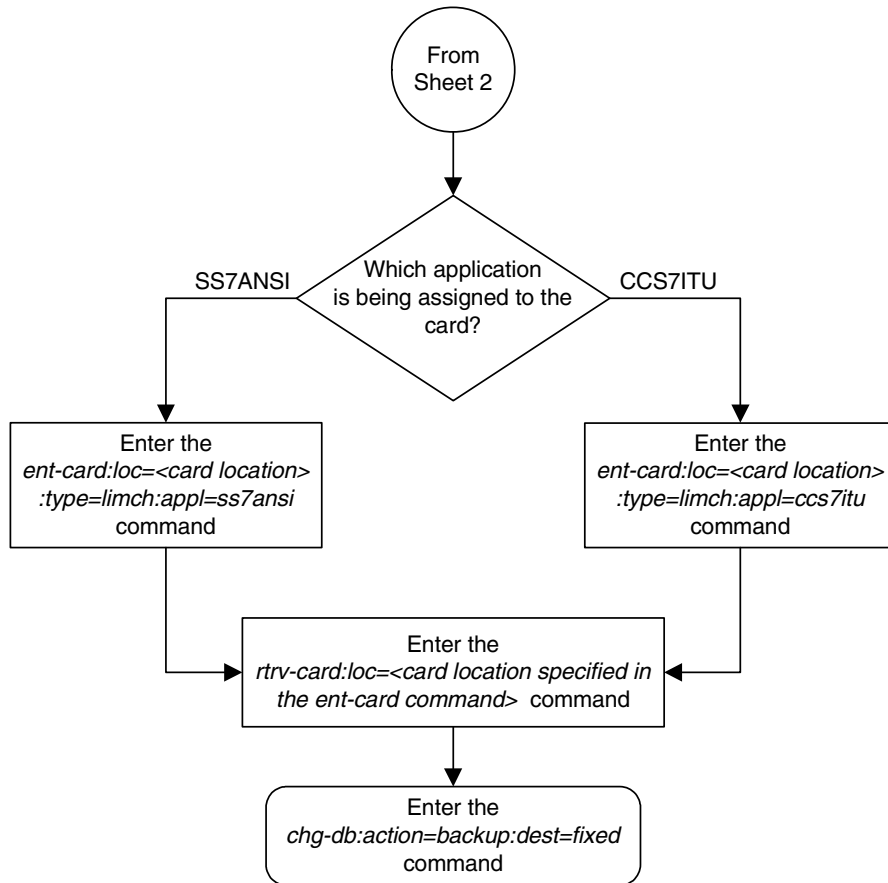 From
Sheet 2
Which application
is being assigned to the
card?
SS7ANSI
CCS7ITU
Enter the
ent-card:loc=<card location>
:type=limch:appl=ss7ansi
command
Enter the
ent-card:loc=<card location>
:type=limch:appl=ccs7itu
command
Enter the
rtrv-card:loc=<card location specified in
the ent-card command> command
Enter the
chg-db:action=backup:dest=fixed
command